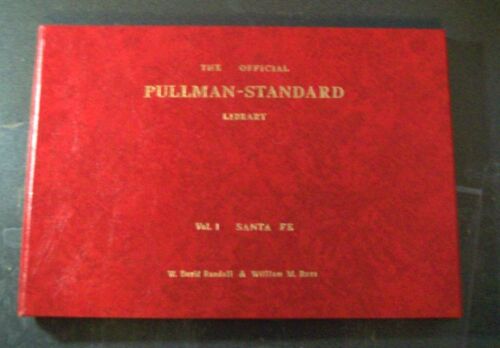 THE OFFICIAL
PULLMAN-STANDARD
LIBRARY
Vol. 1 SANTA FE
W. David Randall & William M. Ross